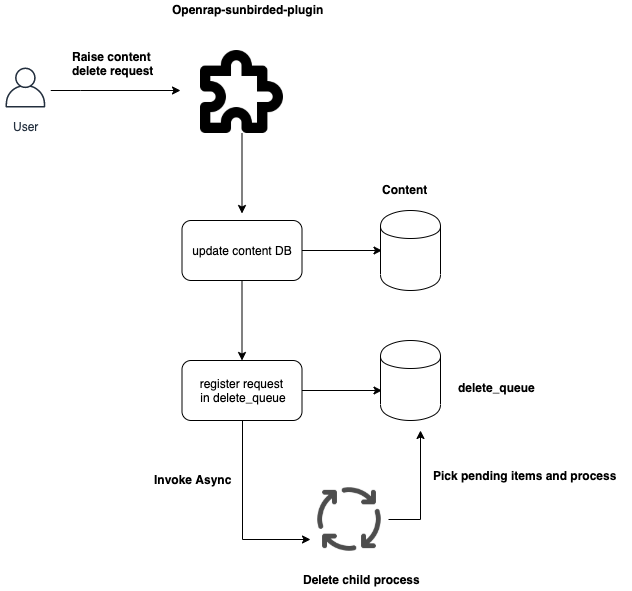 Openrap-sunbirded-plugin
Raise content
delete request
User
Content
update content DB
register request
in delete_queue
delete_queue
Invoke Async
Pick pending items and process
Delete child process